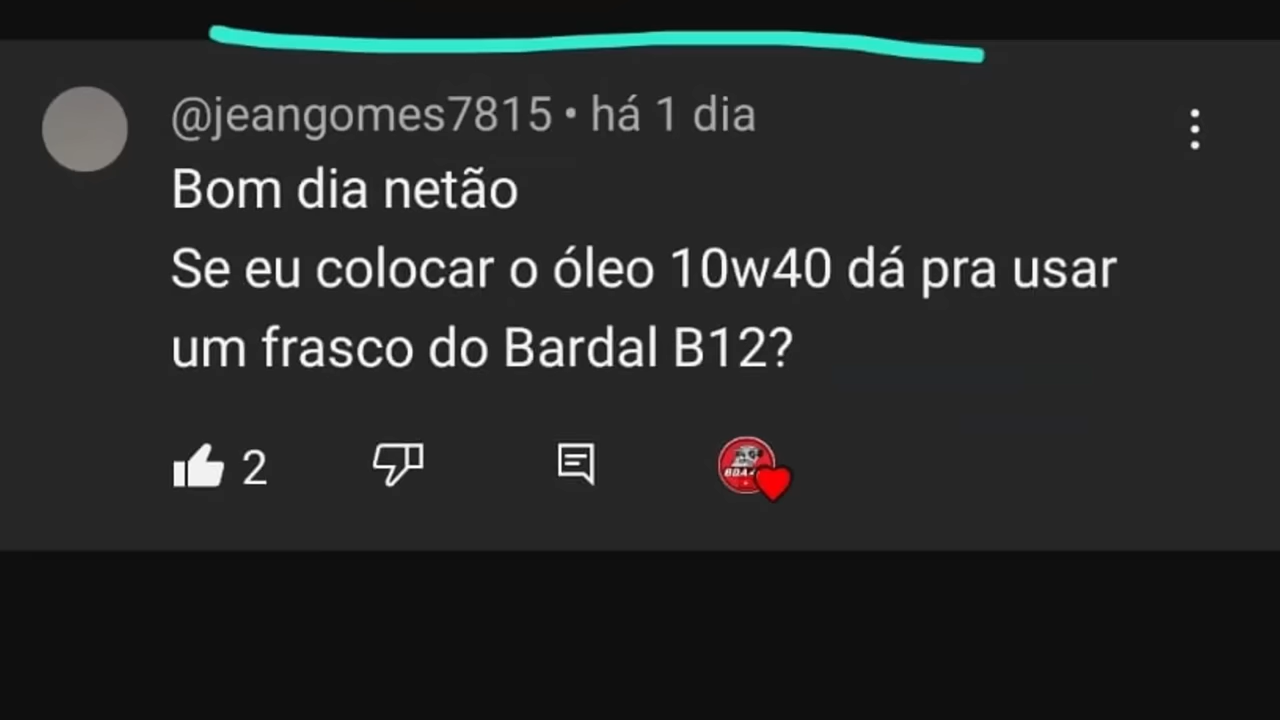 @jeangomes7815 • há 1 dia
Bom dia netão
Se eu colocar o óleo 10w40 dá pra usar
um frasco do Bardal B12?
2